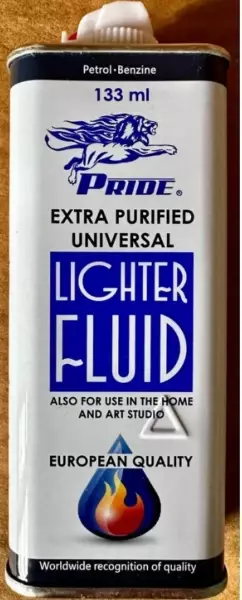 Petrol·Benzine
133 ml
PRIDE®
EXTRA PURIFIED
UNIVERSAL
LIGHTER
FLUID
ALSO FOR USE IN THE HOME
AND ART STUDIO
EUROPEAN QUALITY
Worldwide recognition of quality